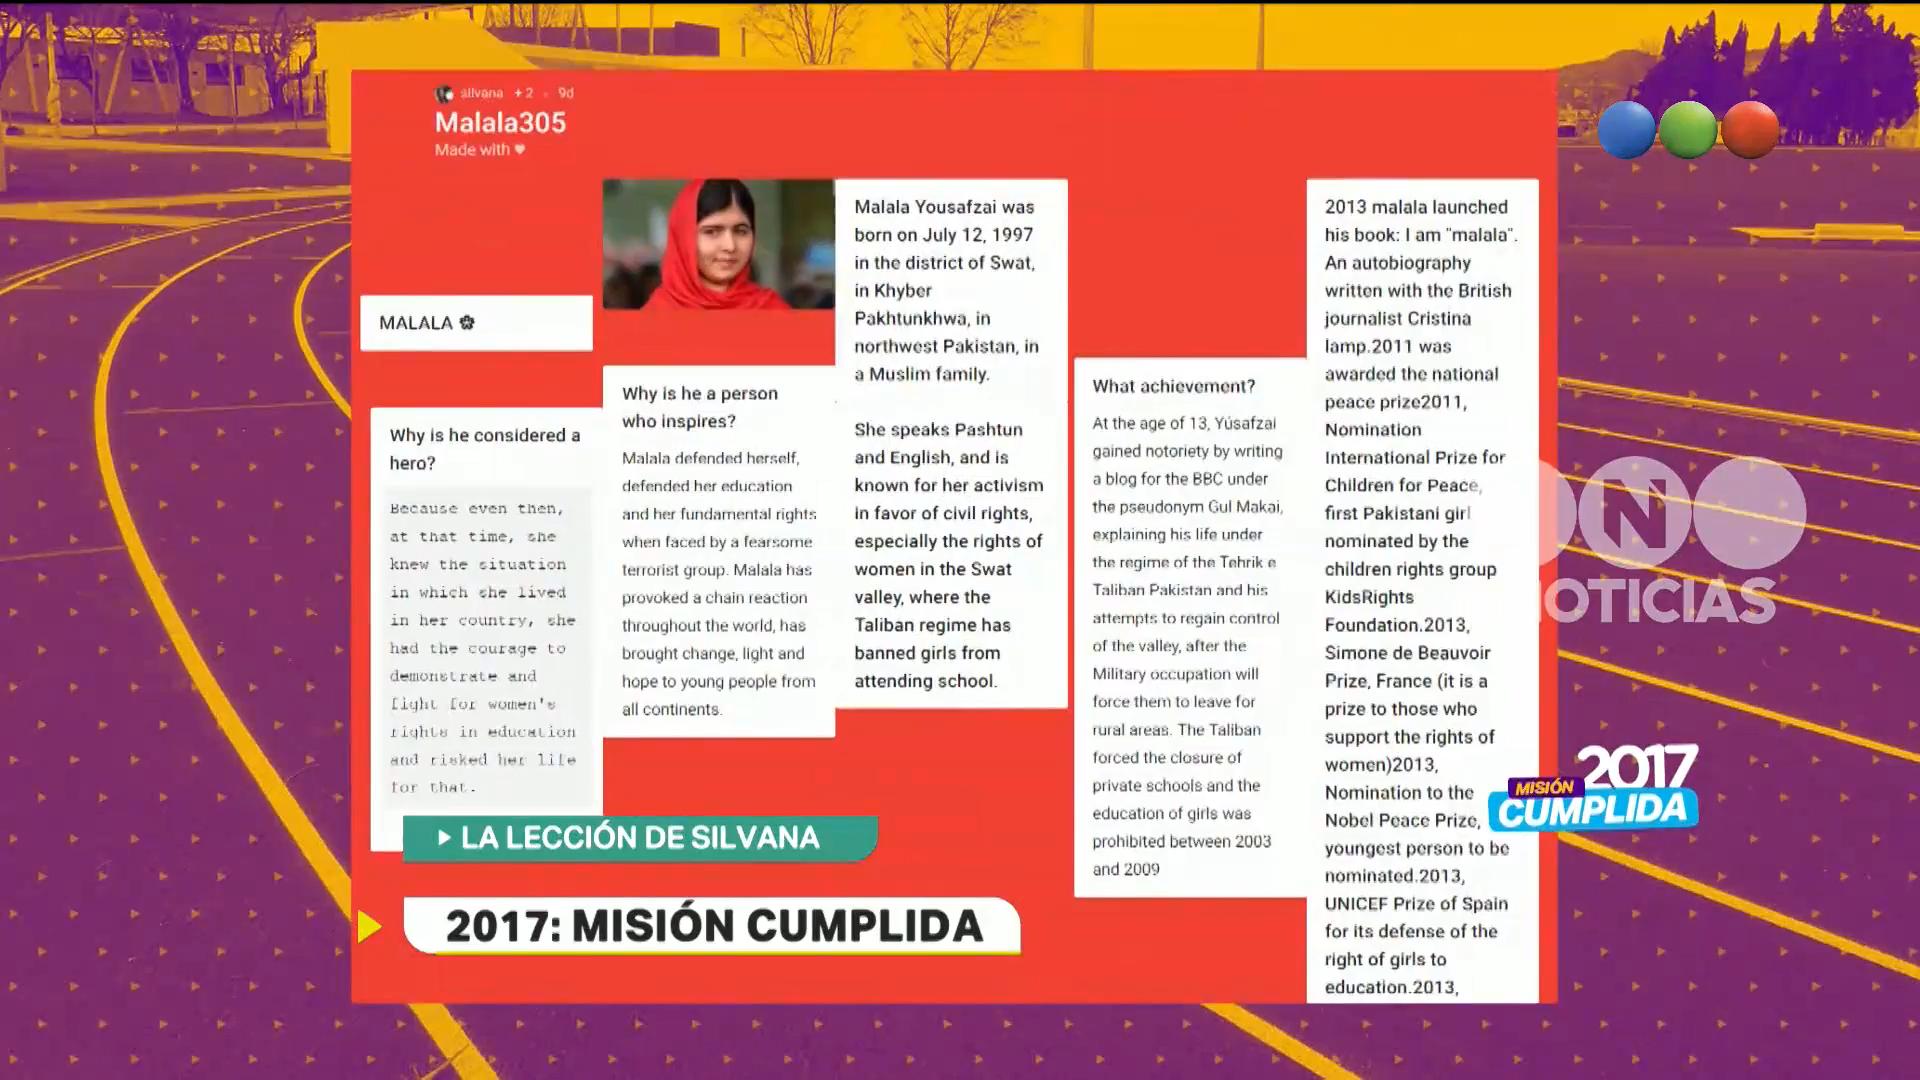 silvana +2 9d
Malala305
Made with
MALALA
Why is he considered a
hero?
Because even then,
at that time, she
knew the situation
in which she lived
in her country, she
had the courage to
demonstrate and
fight for women's
rights in education
and risked her life
for that.
Why is he a person
who inspires?
Malala defended herself,
defended her education
and her fundamental rights
when faced by a fearsome
terrorist group. Malala has
provoked a chain reaction
throughout the world, has
brought change, light and
hope to young people from
all continents.
Malala Yousafzai was
born on July 12, 1997
in the district of Swat,
in Khyber
Pakhtunkhwa, in
northwest Pakistan, in
a Muslim family.
She speaks Pashtun
and English, and is
known for her activism
in favor of civil rights,
especially the rights of
women in the Swat
valley, where the
Taliban regime has
banned girls from
attending school.
What achievement?
At the age of 13, Yúsafzai
gained notoriety by writing
a blog for the BBC under
the pseudonym Gul Makai,
explaining his life under
the regime of the Tehrik e
Taliban Pakistan and his
attempts to regain control
of the valley, after the
Military occupation will
force them to leave for
rural areas. The Taliban
forced the closure of
private schools and the
education of girls was
prohibited between 2003
and 2009
2013 malala launched
his book: I am "malala".
An autobiography
written with the British
journalist Cristina
lamp.2011 was
awarded the national
peace prize2011,
Nomination
International Prize for
Children for Peace,
first Pakistani girl
nominated by the
children rights group
KidsRights
Foundation.2013,
Simone de Beauvoir
Prize, France (it is a
prize to those who
support the rights of
women)2013,
Nomination to the
Nobel Peace Prize,
youngest person to be
nominated.2013,
UNICEF Prize of Spain
for its defense of the
right of girls to
education.2013,
N
NOTICIAS
2017
MISIÓN
CUMPLIDA
LA LECCIÓN DE SILVANA
2017: MISIÓN CUMPLIDA